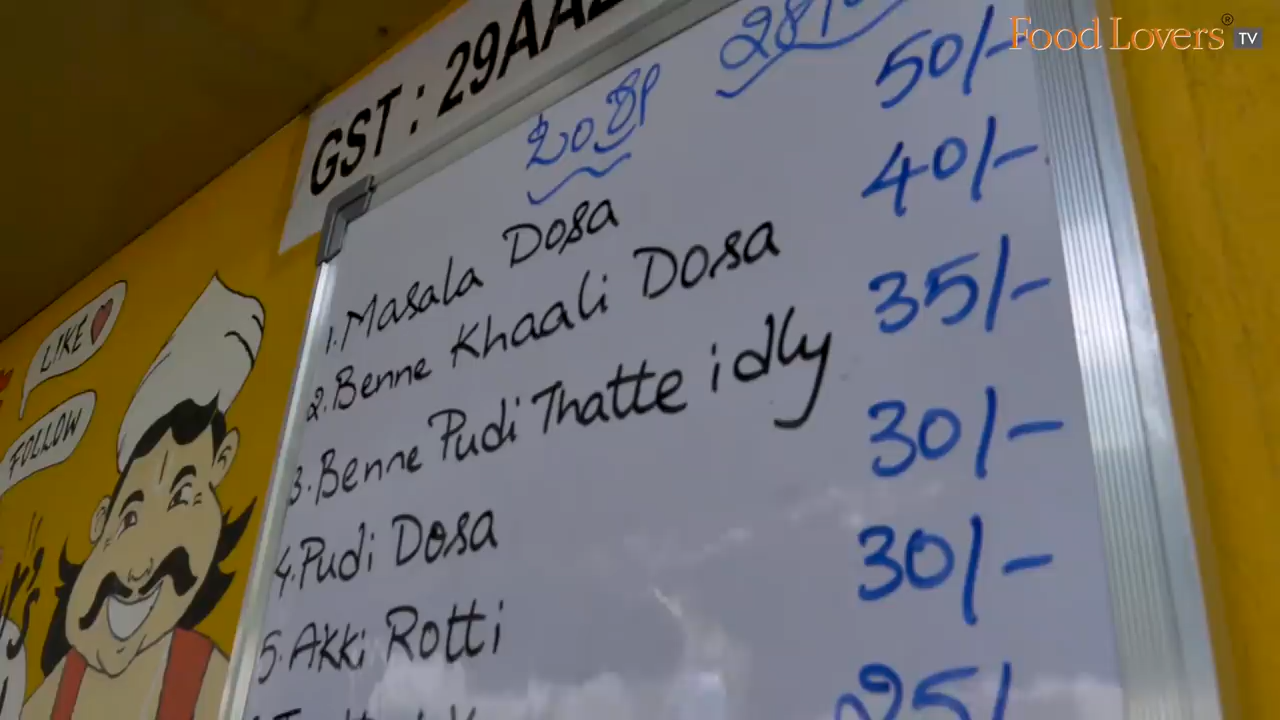 GST : 29AA
1. Masala Dosa 50/-
2. Benne Khaali Dosa 40/-
3. Benne Pudi Thatte idly 35/-
4. Pudi Dosa 30/-
5. Akki Rotti 30/-
25/
LIKE
FOLLOW
Food Lovers® TV